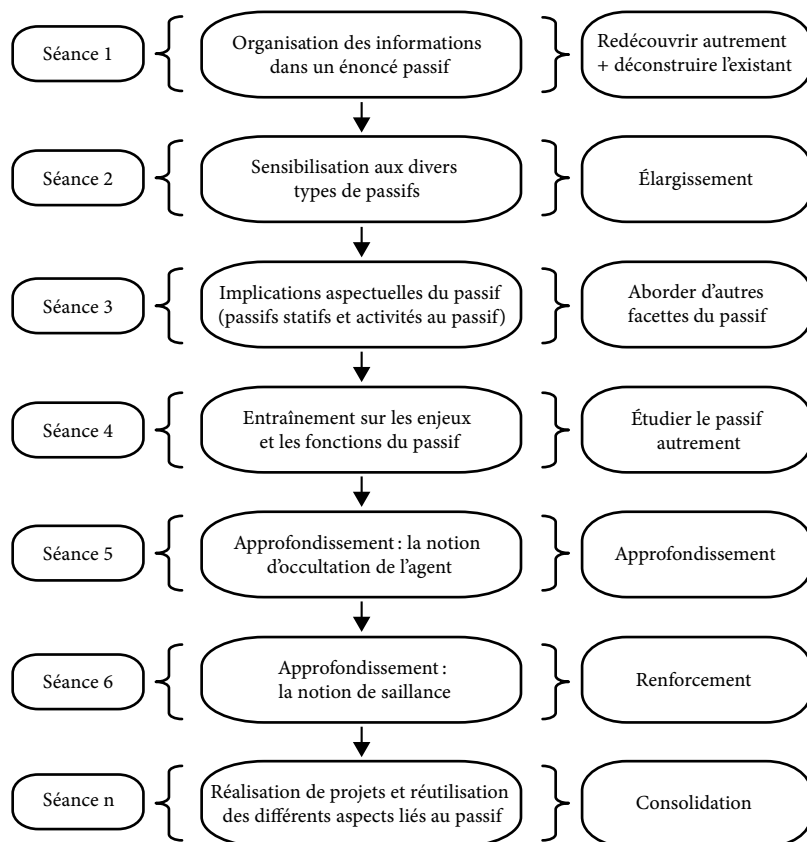 Séance 1
Organisation des informations
dans un énoncé passif
Redécouvrir autrement
+ déconstruire l'existant
Séance 2
Sensibilisation aux divers
types de passifs
Élargissement
Séance 3
Implications aspectuelles du passif
(passifs statifs et activités au passif)
Aborder d'autres
facettes du passif
Séance 4
Entraînement sur les enjeux
et les fonctions du passif
Étudier le passif
autrement
Séance 5
Approfondissement : la notion
d'occultation de l'agent
Approfondissement
Séance 6
Approfondissement :
la notion de saillance
Renforcement
Séance n
Réalisation de projets et réutilisation
des différents aspects liés au passif
Consolidation